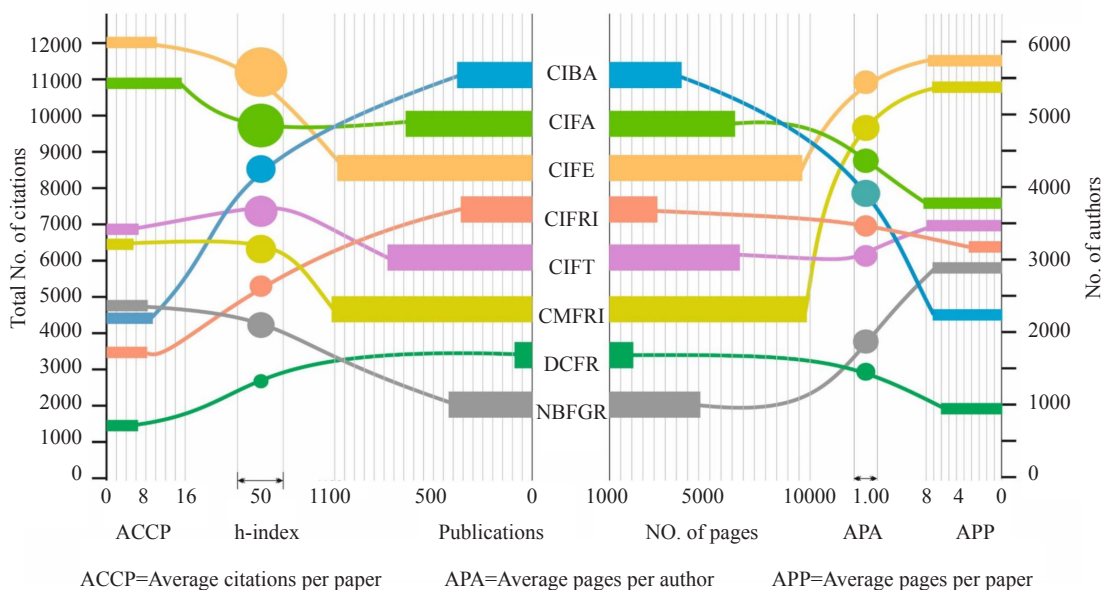 12000
11000
10000
9000
8000
7000
6000
5000
4000
3000
2000
1000
0
Total No. of citations
CIBA
CIFA
CIFE
CIFRI
CIFT
CMFRI
DCFR
NBFGR
6000
5000
4000
3000
2000
1000
0
No. of authors
0 8 16 50 1100 500 0 1000 5000 10000 1.00 8 4 0
ACCP h-index Publications NO. of pages APA APP
ACCP=Average citations per paper APA=Average pages per author APP=Average pages per paper